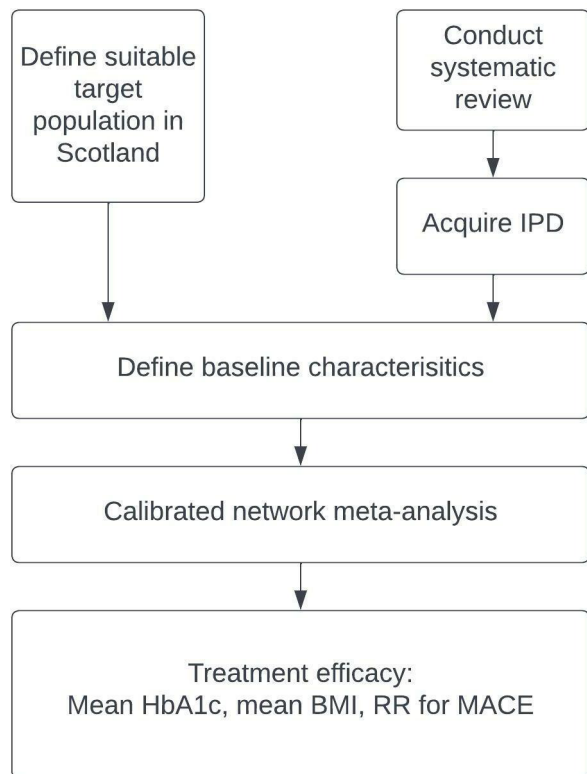 Define suitable
target
population in
Scotland
Conduct
systematic
review
Acquire IPD
Define baseline characterisitics
Calibrated network meta-analysis
Treatment efficacy:
Mean HbA1c, mean BMI, RR for MACE